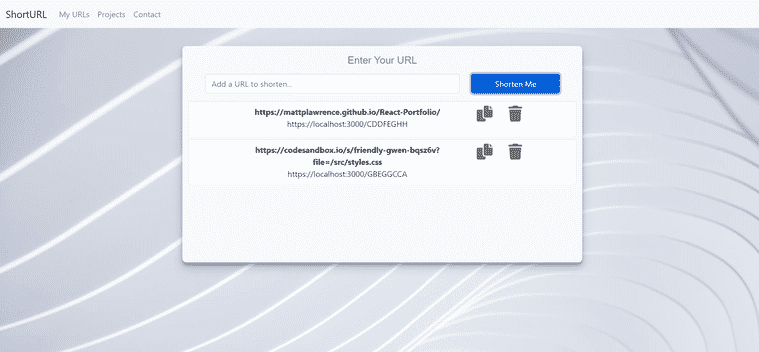 ShortURL My URLs Projects Contact
Enter Your URL
Add a URL to shorten.. Shorten Me
https://mattplawrence.github.io/React-Portfolio/
https://localhost:3000/CDDFEGHH
https://codesandbox.io/s/friendly-gwen-bqsz6v?
file=/src/styles.css
https://localhost:3000/GBEGGCCA